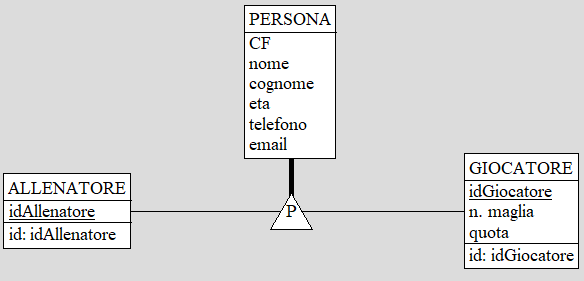 PERSONA
CF
nome
cognome
eta
telefono
email
ALLENATORE
idAllenatore
id: idAllenatore
P
GIOCATORE
idGiocatore
n. maglia
quota
id: idGiocatore